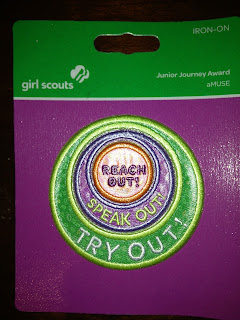 IRON-ON
girl scouts
Junior Journey Award
aMUSE
REACH
OUT!
SPEAK OUT!
TRY OUT!